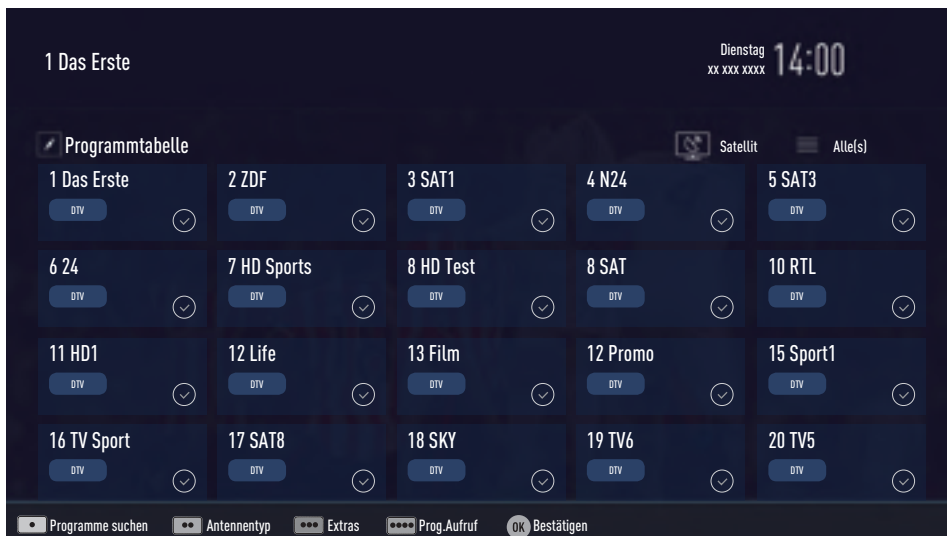 1 Das Erste
Dienstag
xx xxx xxxx
14:00
Programmtabelle
Satellit
Alle(s)
1 Das Erste
2 ZDF
3 SAT1
4 N24
5 SAT3
DTV
DTV
DTV
DTV
DTV
6 24
7 HD Sports
8 HD Test
8 SAT
10 RTL
DTV
DTV
DTV
DTV
DTV
11 HD1
12 Life
13 Film
12 Promo
15 Sport1
DTV
DTV
DTV
DTV
DTV
16 TV Sport
17 SAT8
18 SKY
19 TV6
20 TV5
DTV
DTV
DTV
DTV
DTV
Programme suchen
Antennentyp
Extras
Prog.Aufruf
OK Bestätigen